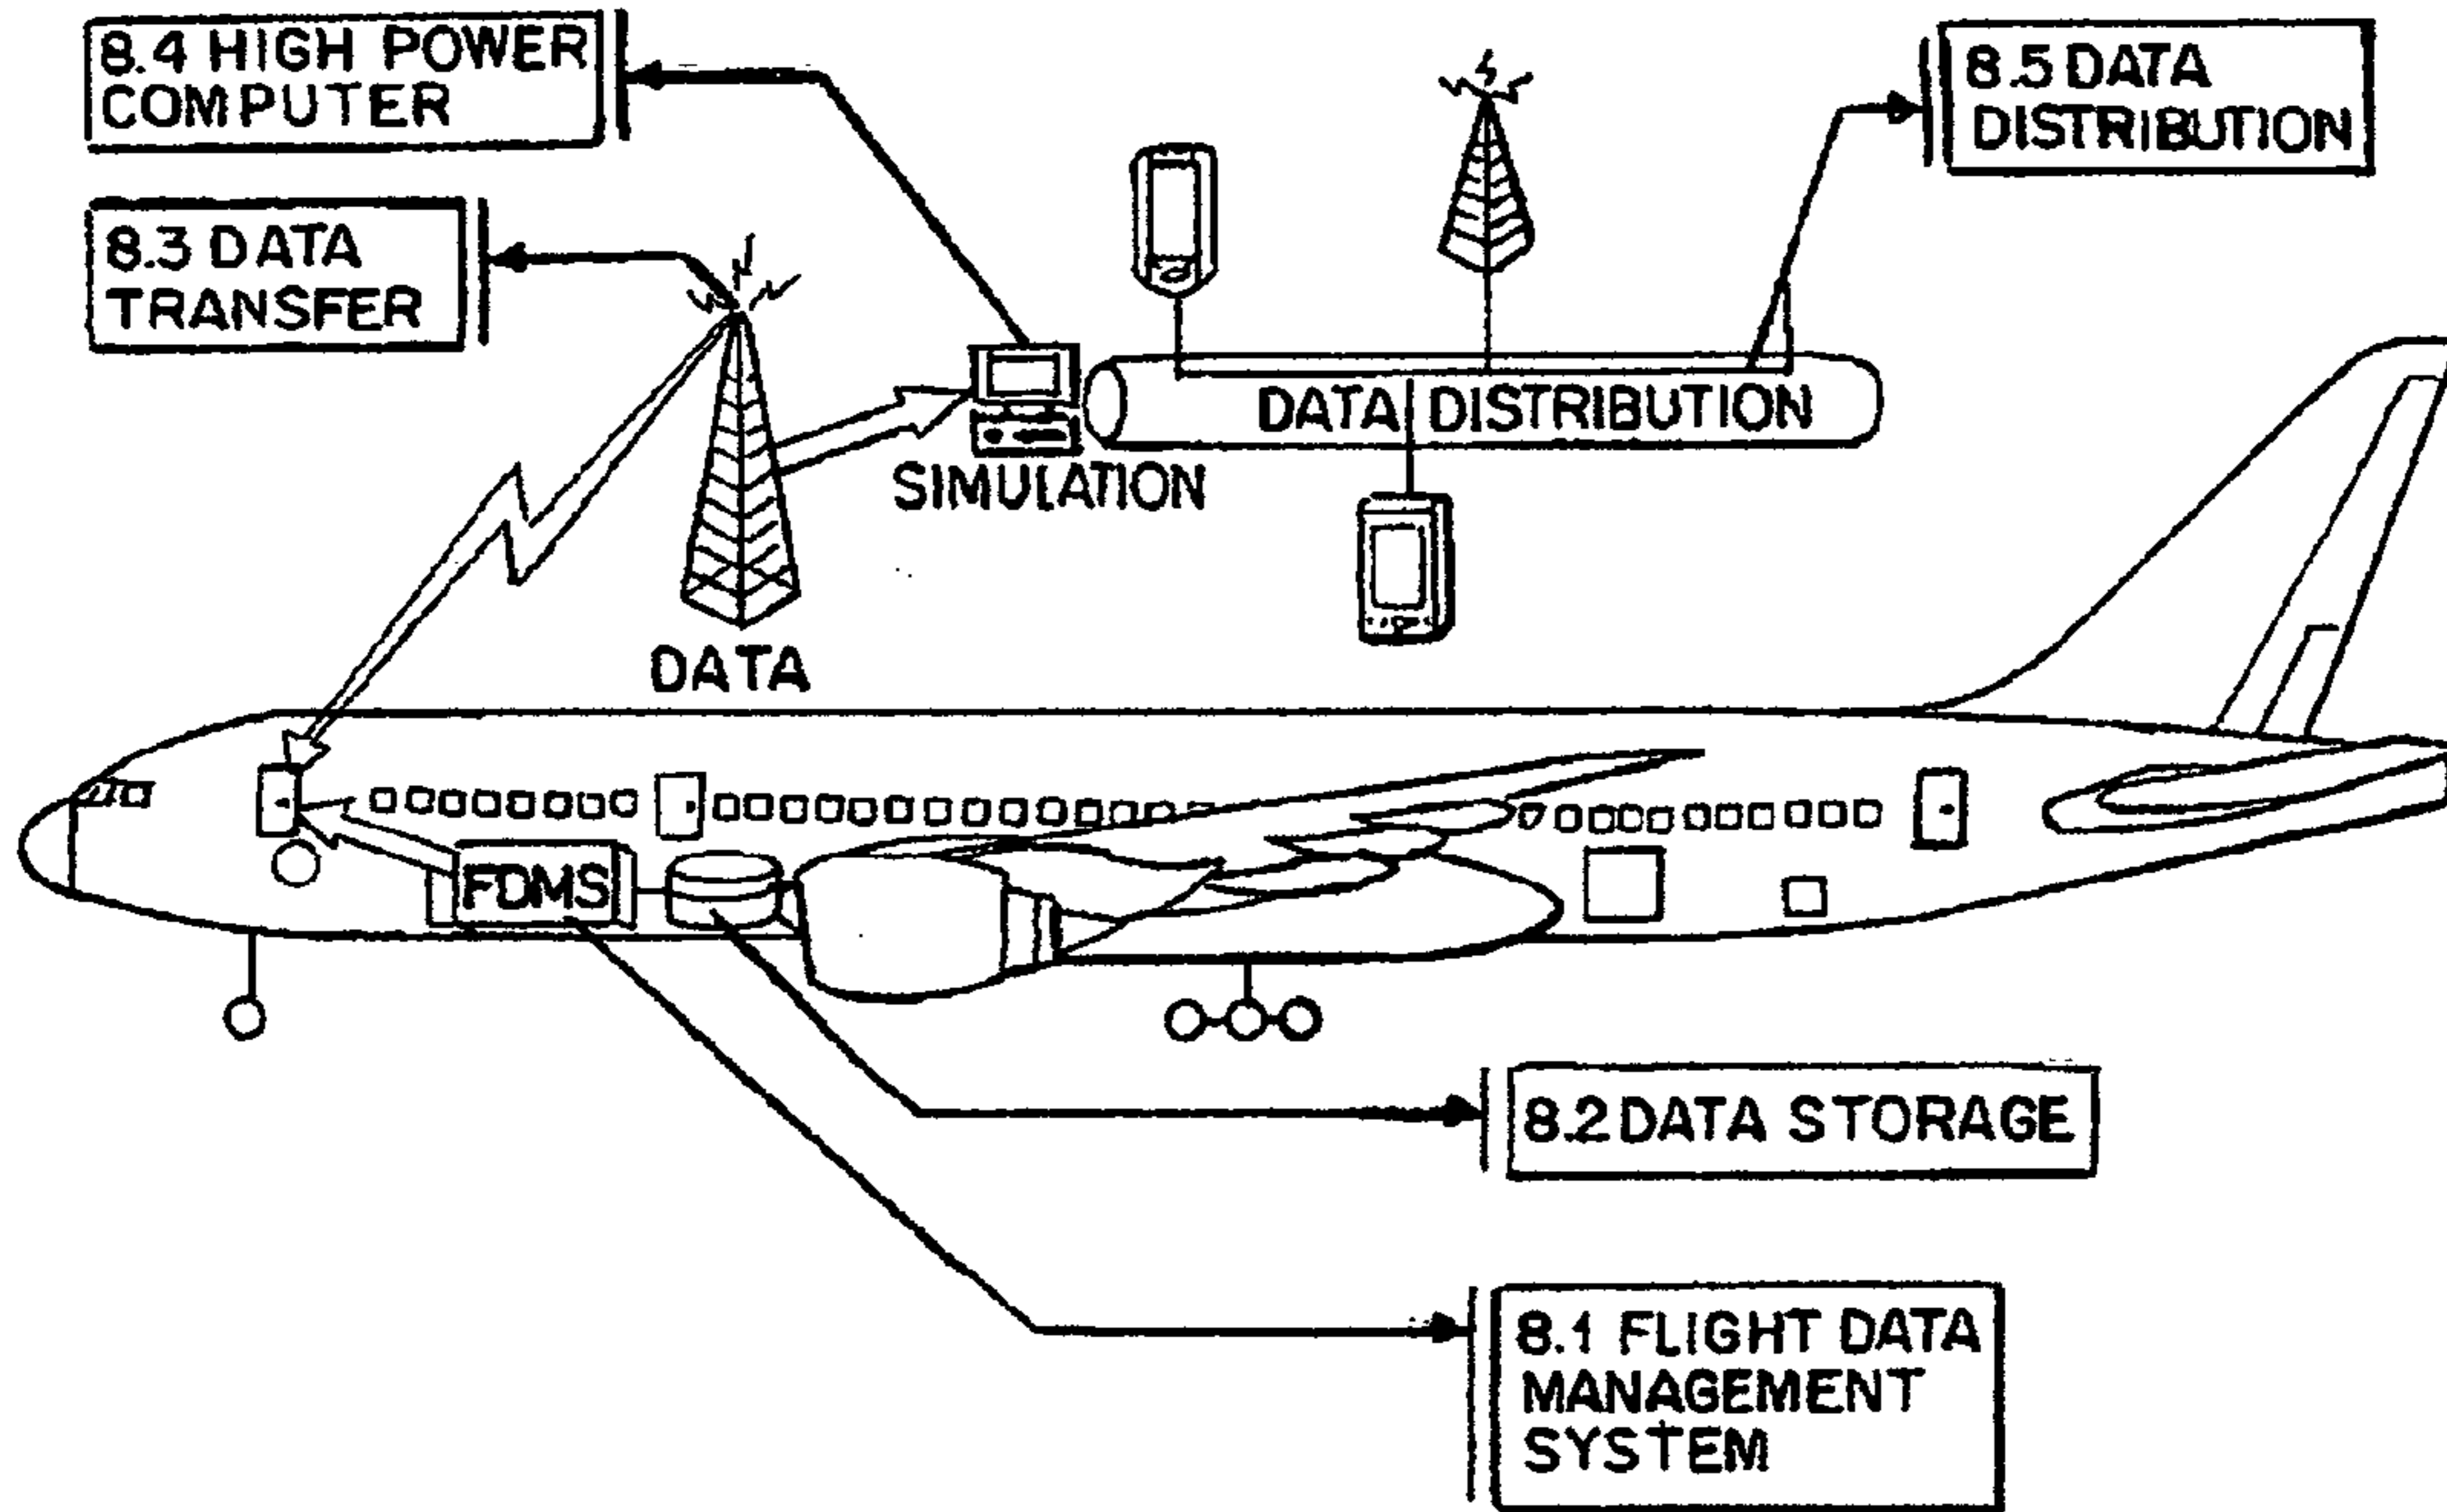 8.4 HIGH POWER
COMPUTER
8.5 DATA
DISTRIBUTION
8.3 DATA
TRANSFER
DATA DISTRIBUTION
SIMULATION
DATA
FDMS
8.2 DATA STORAGE
8.1 FLIGHT DATA
MANAGEMENT
SYSTEM